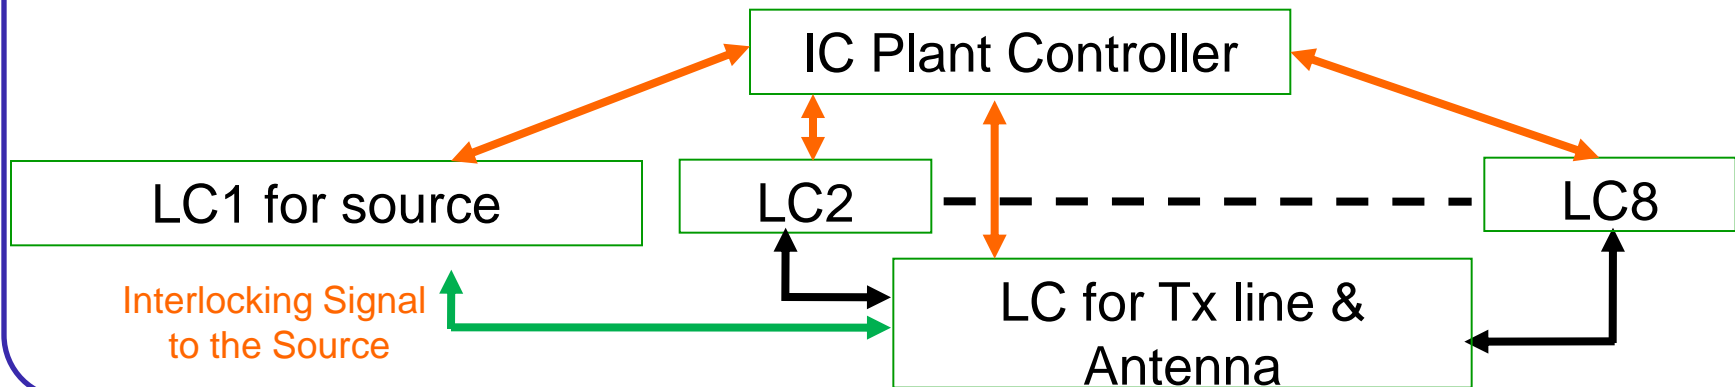 IC Plant Controller
LC1 for source
LC2
LC8
Interlocking Signal
to the Source
LC for Tx line &
Antenna